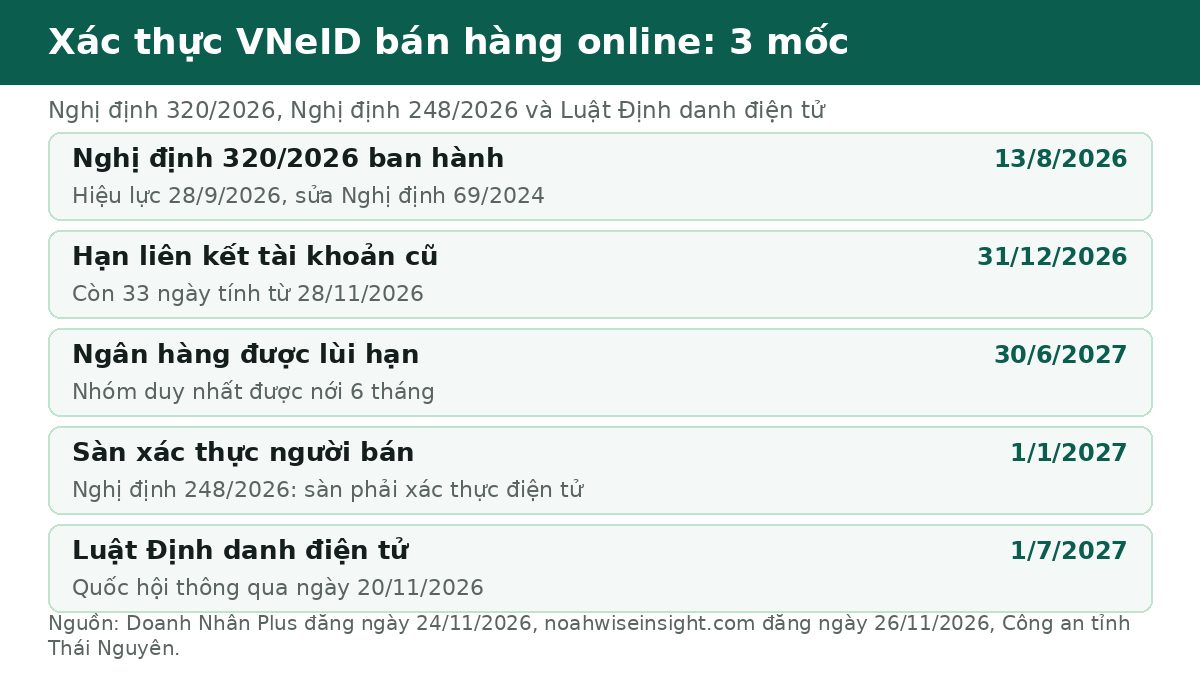 Xác thực VNeID bán hàng online: 3 mốc
Nghị định 320/2026, Nghị định 248/2026 và Luật Định danh điện tử
Nghị định 320/2026 ban hành
13/8/2026
Hiệu lực 28/9/2026, sửa Nghị định 69/2024
Hạn liên kết tài khoản cũ
31/12/2026
Còn 33 ngày tính từ 28/11/2026
Ngân hàng được lùi hạn
30/6/2027
Nhóm duy nhất được nới 6 tháng
Sàn xác thực người bán
1/1/2027
Nghị định 248/2026: sàn phải xác thực điện tử
Luật Định danh điện tử
1/7/2027
Quốc hội thông qua ngày 20/11/2026
Nguồn: Doanh Nhân Plus đăng ngày 24/11/2026, noahwiseinsight.com đăng ngày 26/11/2026, Công an tỉnh
Thái Nguyên.